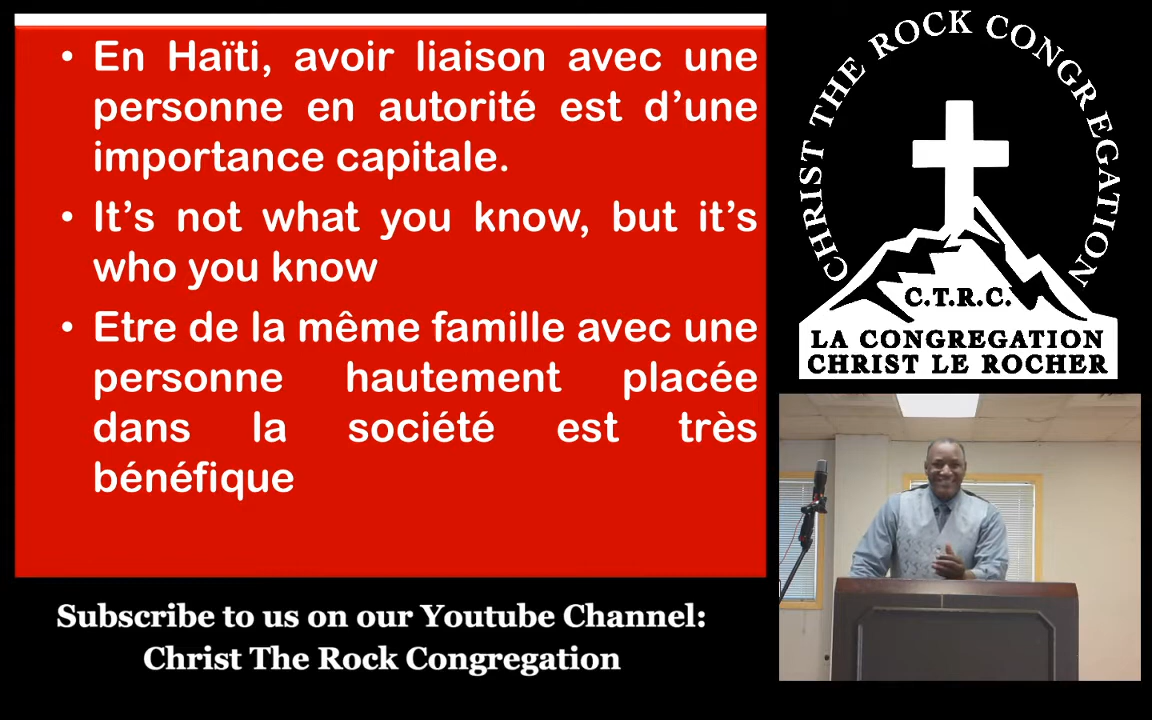 • En Haïti, avoir liaison avec une
personne en autorité est d’une
importance capitale.
• It’s not what you know, but it’s
who you know
• Etre de la même famille avec une
personne hautement placée
dans la société est très
bénéfique
CHRIST THE ROCK CONGREGATION
C.T.R.C.
LA CONGREGATION
CHRIST LE ROCHER
Subscribe to us on our Youtube Channel:
Christ The Rock Congregation